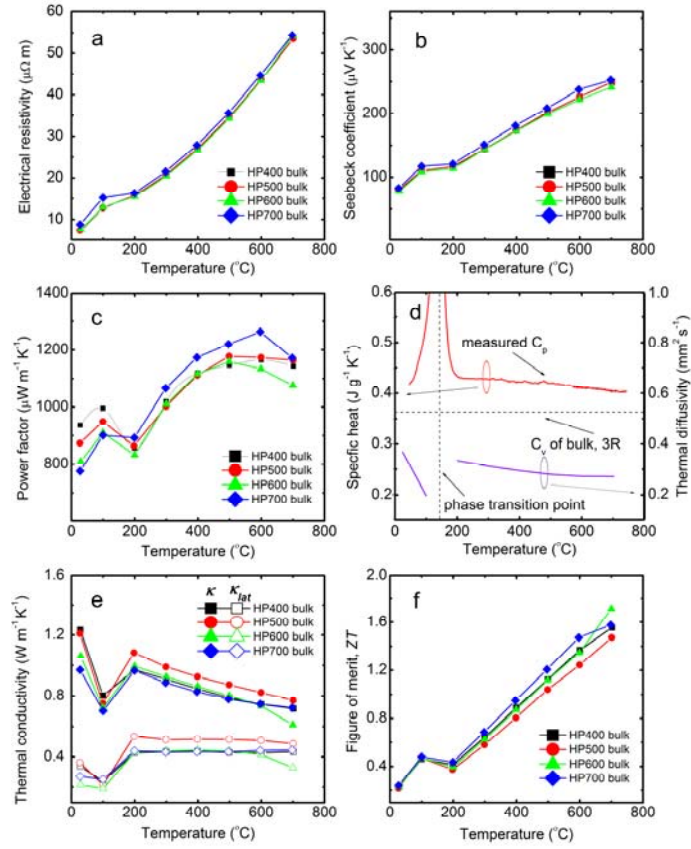 a
Electrical resistivity (μΩ m)
60
50
40
30
20
10
HP400 bulk
HP500 bulk
HP600 bulk
HP700 bulk
0 200 400 600 800
Temperature (°C)
b
Seebeck coefficient (μV K⁻¹)
300
200
100
0
HP400 bulk
HP500 bulk
HP600 bulk
HP700 bulk
0 200 400 600 800
Temperature (°C)
c
Power factor (μW m⁻¹ K⁻¹)
1400
1200
1000
800
600
HP400 bulk
HP500 bulk
HP600 bulk
HP700 bulk
0 200 400 600 800
Temperature (°C)
d
Specfic heat (J g⁻¹ K⁻¹)
0.6
0.5
0.4
0.3
0.2
measured Cₚ
Cᵥ of bulk, 3R
phase transition point
1.0
0.8
0.6
0.4
0.2
Thermal diffusivity (mm² s⁻¹)
0 200 400 600 800
Temperature (°C)
e
Thermal conductivity (W m⁻¹K⁻¹)
1.6
1.2
0.8
0.4
κ κlat
HP400 bulk
HP500 bulk
HP600 bulk
HP700 bulk
0 200 400 600 800
Temperature (°C)
f
Figure of merit, ZT
2.0
1.6
1.2
0.8
0.4
HP400 bulk
HP500 bulk
HP600 bulk
HP700 bulk
0 200 400 600 800
Temperature (°C)